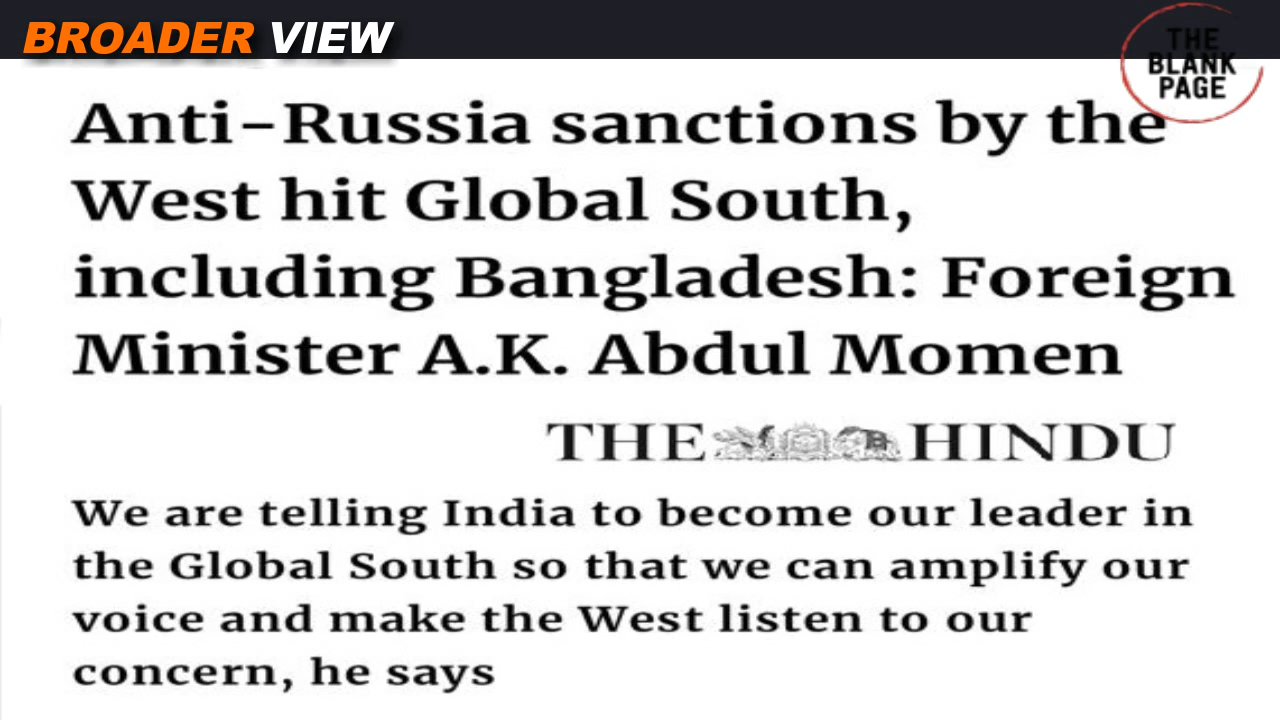 BROADER VIEW
THE
BLANK
PAGE
Anti–Russia sanctions by the
West hit Global South,
including Bangladesh: Foreign
Minister A.K. Abdul Momen
THE HINDU
We are telling India to become our leader in
the Global South so that we can amplify our
voice and make the West listen to our
concern, he says